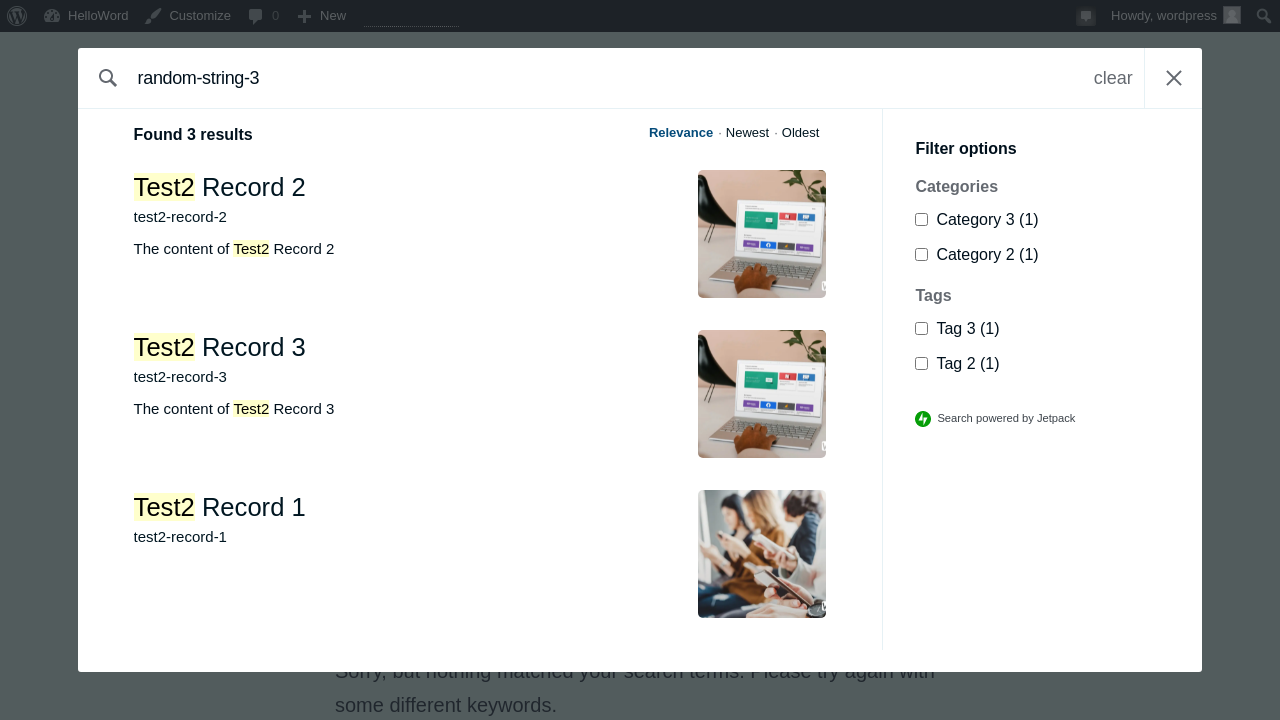 HelloWord
Customize
0
New
Howdy, wordpress
random-string-3
clear
Found 3 results
Relevance · Newest · Oldest
Test2 Record 2
test2-record-2
The content of Test2 Record 2
Test2 Record 3
test2-record-3
The content of Test2 Record 3
Test2 Record 1
test2-record-1
Filter options
Categories
Category 3 (1)
Category 2 (1)
Tags
Tag 3 (1)
Tag 2 (1)
Search powered by Jetpack
Sorry, but nothing matched your search terms. Please try again with
some different keywords.